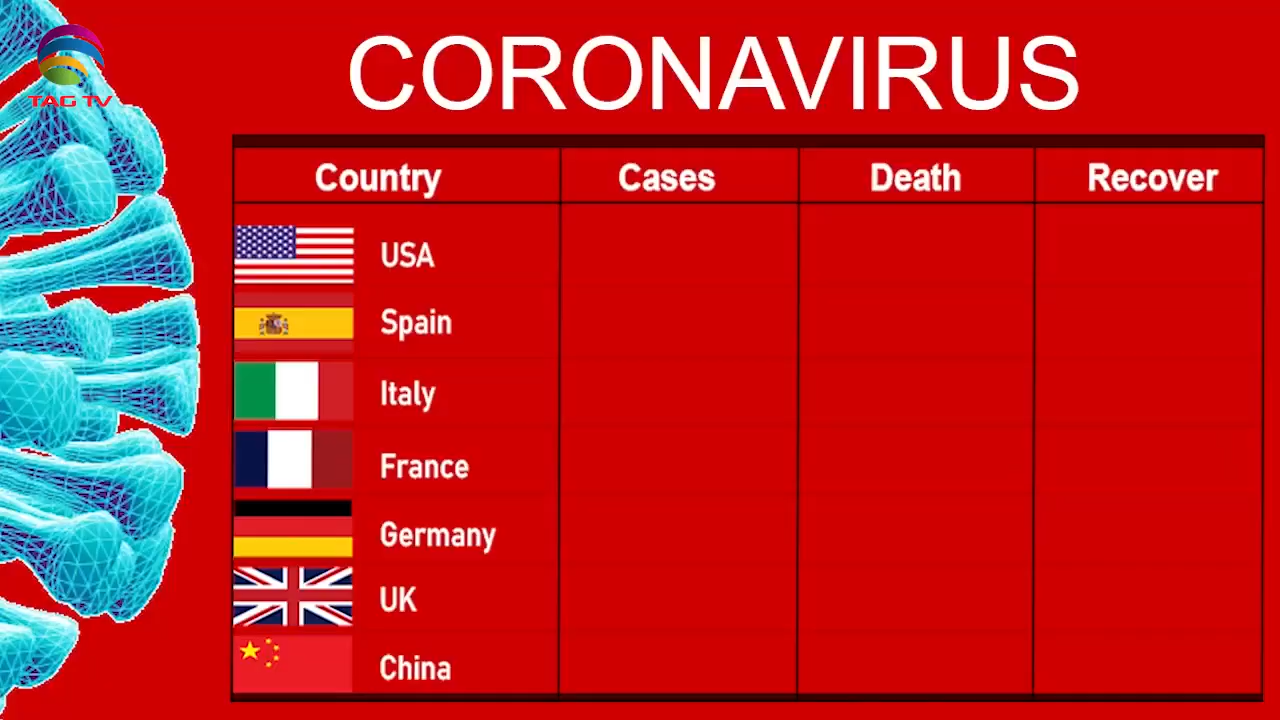 TAG TV
CORONAVIRUS
Country Cases Death Recover
USA
Spain
Italy
France
Germany
UK
China